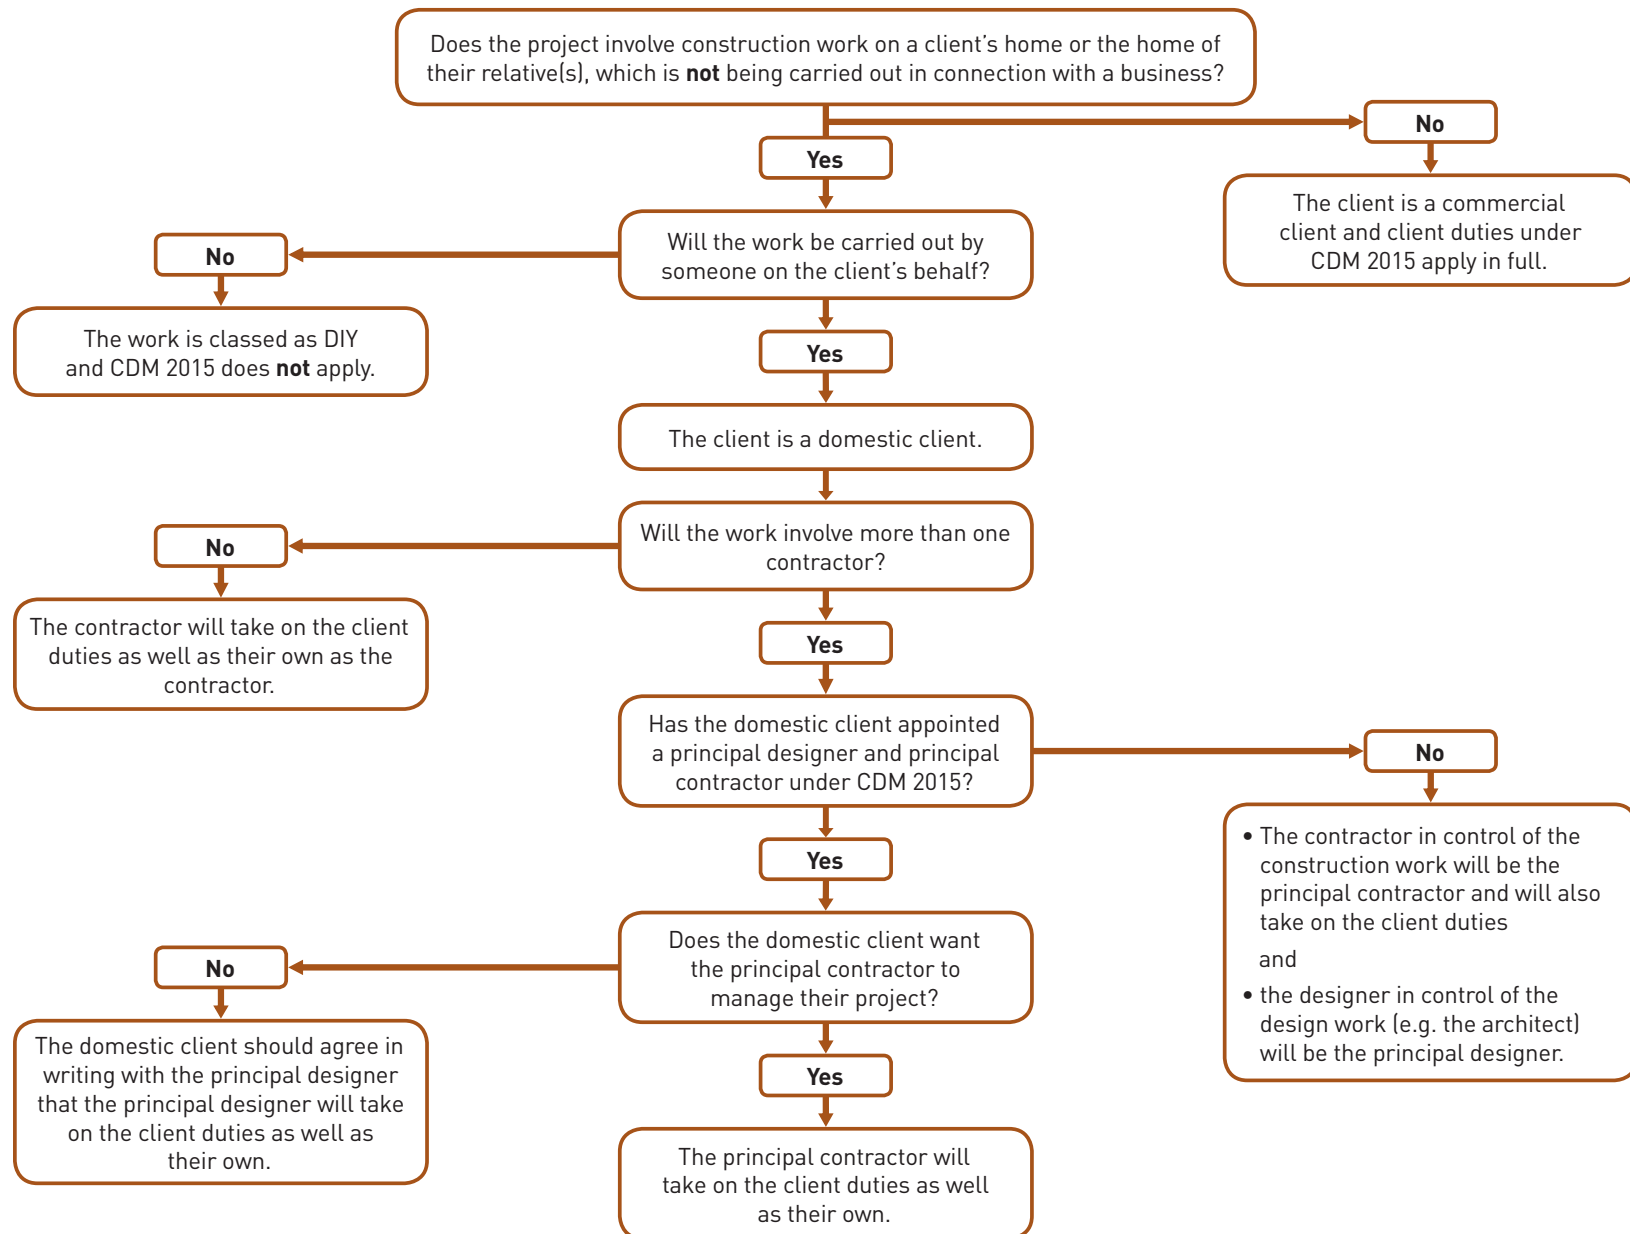 Does the project involve construction work on a client’s home or the home of
their relative(s), which is not being carried out in connection with a business?
No
The client is a commercial
client and client duties under
CDM 2015 apply in full.
Yes
Will the work be carried out by
someone on the client’s behalf?
No
The work is classed as DIY
and CDM 2015 does not apply.
Yes
The client is a domestic client.
Will the work involve more than one
contractor?
No
The contractor will take on the client
duties as well as their own as the
contractor.
Yes
Has the domestic client appointed
a principal designer and principal
contractor under CDM 2015?
No
• The contractor in control of the
construction work will be the
principal contractor and will also
take on the client duties
and
• the designer in control of the
design work (e.g. the architect)
will be the principal designer.
Yes
Does the domestic client want
the principal contractor to
manage their project?
No
The domestic client should agree in
writing with the principal designer
that the principal designer will take
on the client duties as well as
their own.
Yes
The principal contractor will
take on the client duties as well
as their own.